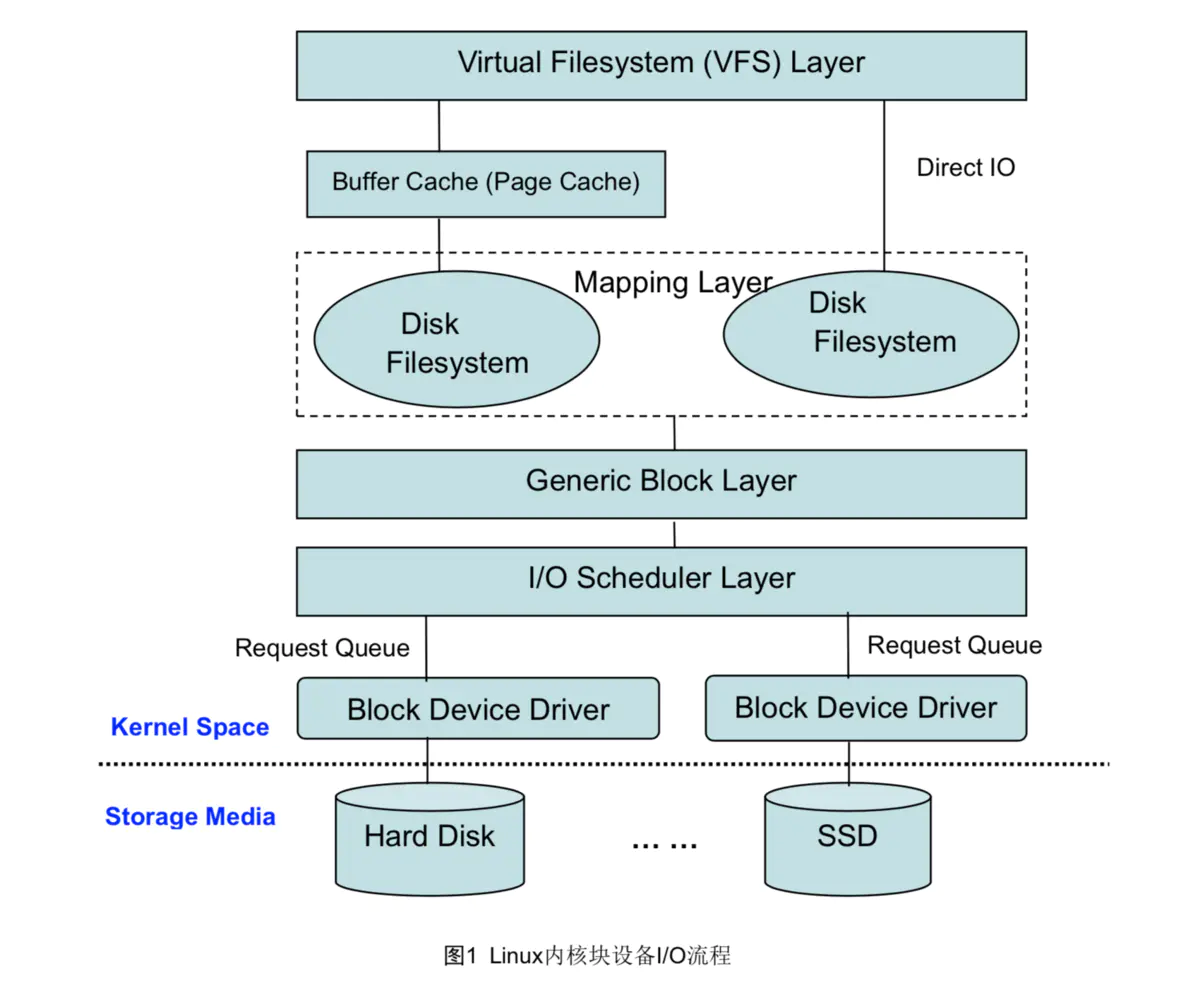 Virtual Filesystem (VFS) Layer
Direct IO
Buffer Cache (Page Cache)
Mapping Layer
Disk
Filesystem
Disk
Filesystem
Generic Block Layer
I/O Scheduler Layer
Request Queue
Request Queue
Block Device Driver
Block Device Driver
Kernel Space
Storage Media
Hard Disk
... ...
SSD
图1 Linux内核块设备I/O流程